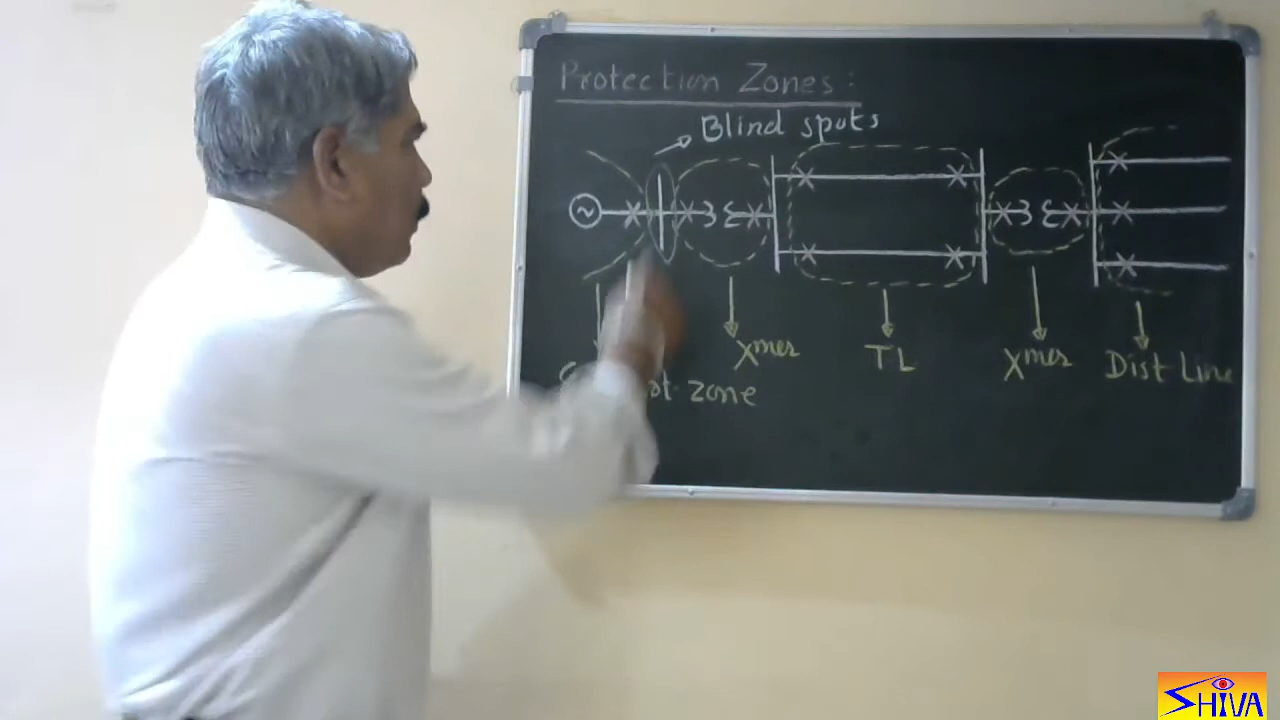 Protection Zones:
Blind spots
~
Xmer
TL
Xmer
Dist Line
zone
SHIVA